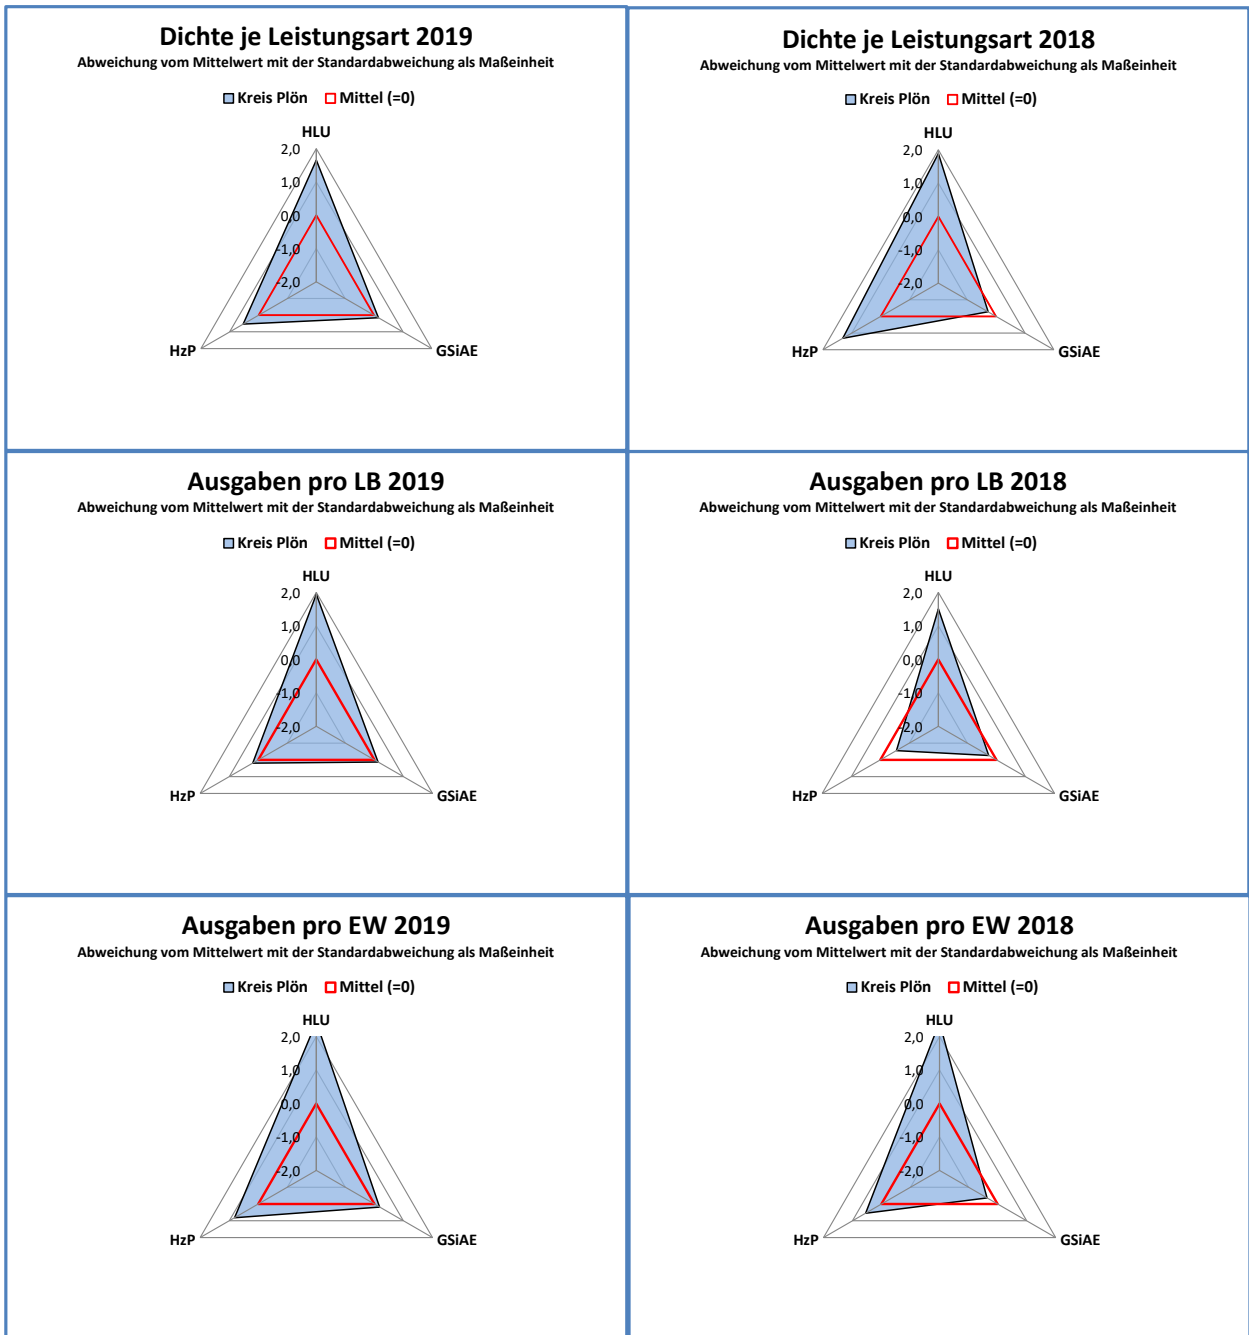 Dichte je Leistungsart 2019
Abweichung vom Mittelwert mit der Standardabweichung als Maßeinheit
Kreis Plön Mittel (=0)
HLU
2,0
1,0
0,0
-1,0
-2,0
HzP
GSiAE
Dichte je Leistungsart 2018
Abweichung vom Mittelwert mit der Standardabweichung als Maßeinheit
Kreis Plön Mittel (=0)
HLU
2,0
1,0
0,0
-1,0
-2,0
HzP
GSiAE
Ausgaben pro LB 2019
Abweichung vom Mittelwert mit der Standardabweichung als Maßeinheit
Kreis Plön Mittel (=0)
HLU
2,0
1,0
0,0
-1,0
-2,0
HzP
GSiAE
Ausgaben pro LB 2018
Abweichung vom Mittelwert mit der Standardabweichung als Maßeinheit
Kreis Plön Mittel (=0)
HLU
2,0
1,0
0,0
-1,0
-2,0
HzP
GSiAE
Ausgaben pro EW 2019
Abweichung vom Mittelwert mit der Standardabweichung als Maßeinheit
Kreis Plön Mittel (=0)
HLU
2,0
1,0
0,0
-1,0
-2,0
HzP
GSiAE
Ausgaben pro EW 2018
Abweichung vom Mittelwert mit der Standardabweichung als Maßeinheit
Kreis Plön Mittel (=0)
HLU
2,0
1,0
0,0
-1,0
-2,0
HzP
GSiAE